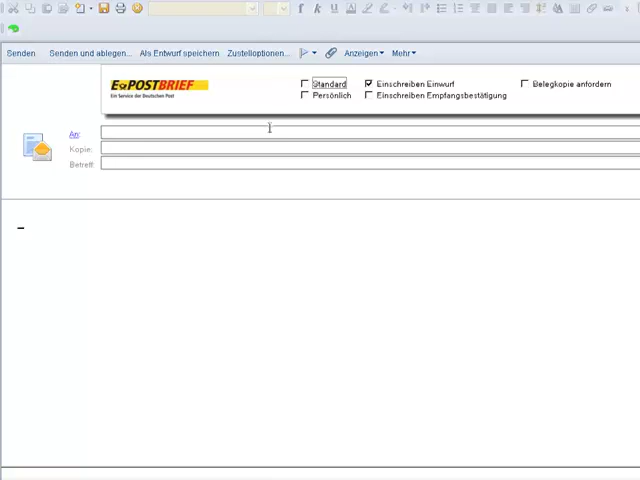 Senden Senden und ablegen... Als Entwurf speichern Zustelloptionen... Anzeigen Mehr
E POSTBRIEF Standard Einschreiben Einwurf Belegkopie anfordern
Ein Service der Deutschen Post Persönlich Einschreiben Empfangsbestätigung
An:
Kopie:
Betreff: